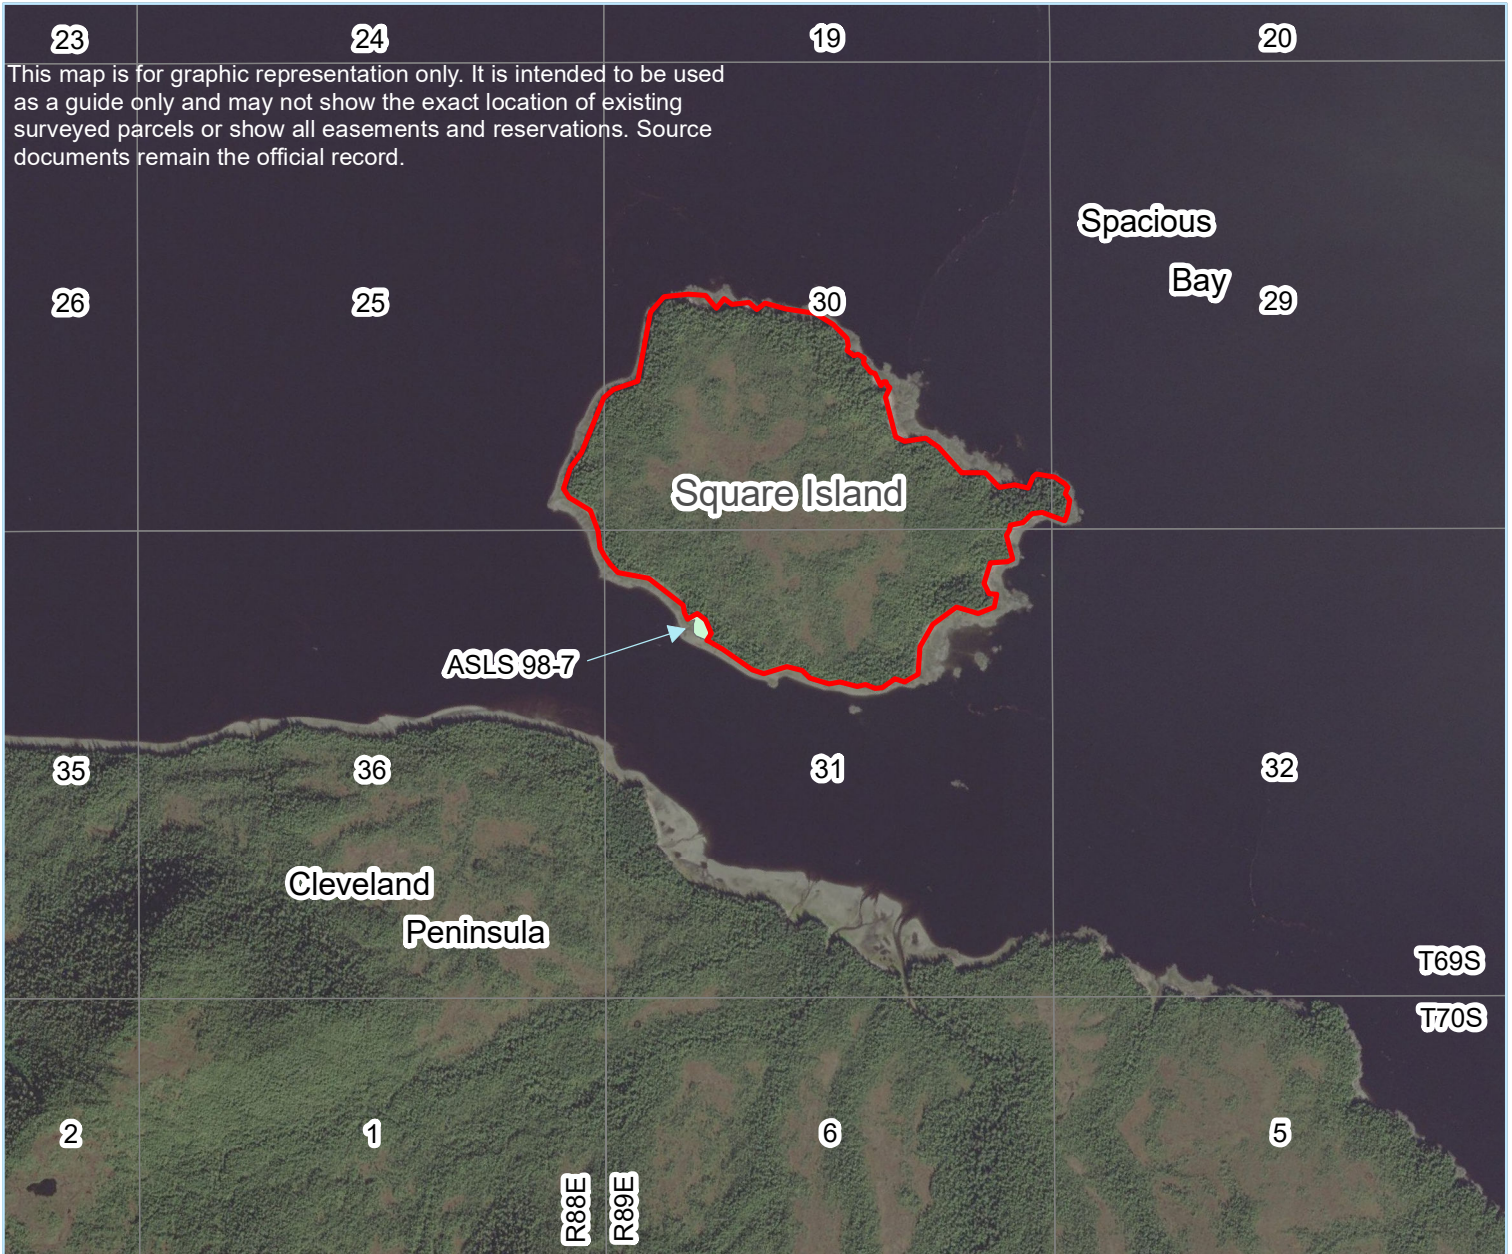 23
24
19
20
This map is for graphic representation only. It is intended to be used
as a guide only and may not show the exact location of existing
surveyed parcels or show all easements and reservations. Source
documents remain the official record.
Spacious
Bay
26
25
30
29
Square Island
ASLS 98-7
35
36
31
32
Cleveland
Peninsula
T69S
T70S
2
1
6
5
R88E
R89E